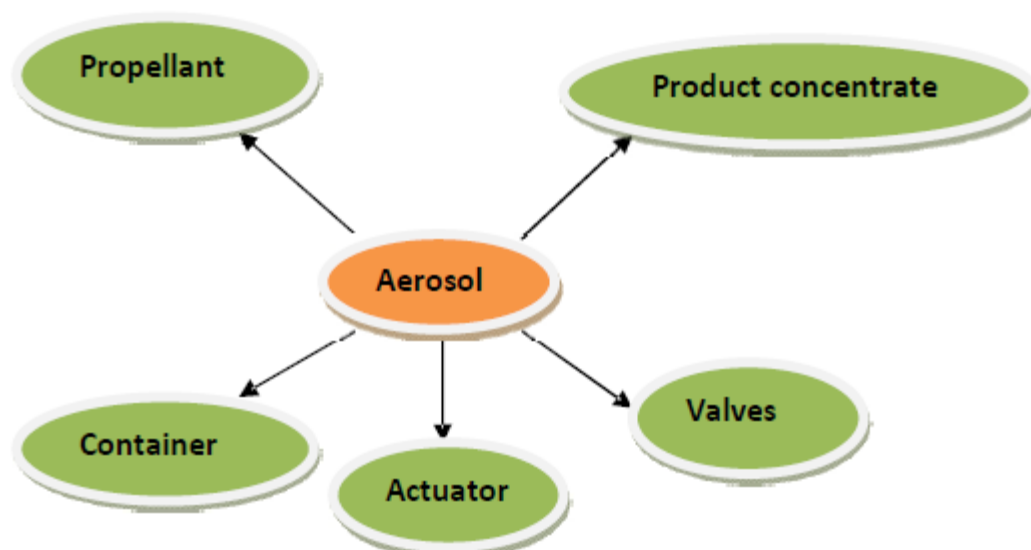 Propellant
Product concentrate
Aerosol
Container
Actuator
Valves